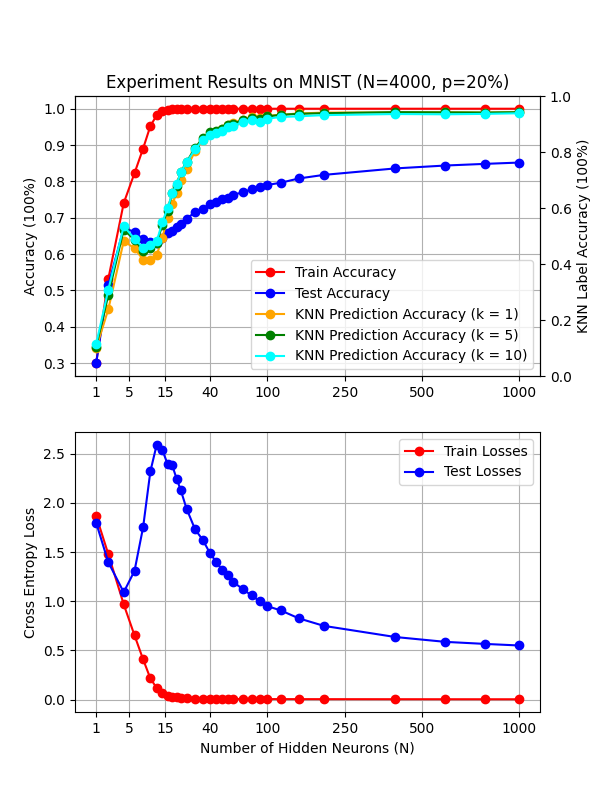 Experiment Results on MNIST (N=4000, p=20%)
1.0
0.9
0.8
0.7
0.6
0.5
0.4
0.3
Accuracy (100%)
1.0
0.8
0.6
0.4
0.2
0.0
KNN Label Accuracy (100%)
Train Accuracy
Test Accuracy
KNN Prediction Accuracy (k = 1)
KNN Prediction Accuracy (k = 5)
KNN Prediction Accuracy (k = 10)
1 5 15 40 100 250 500 1000
2.5
2.0
1.5
1.0
0.5
0.0
Cross Entropy Loss
Train Losses
Test Losses
1 5 15 40 100 250 500 1000
Number of Hidden Neurons (N)